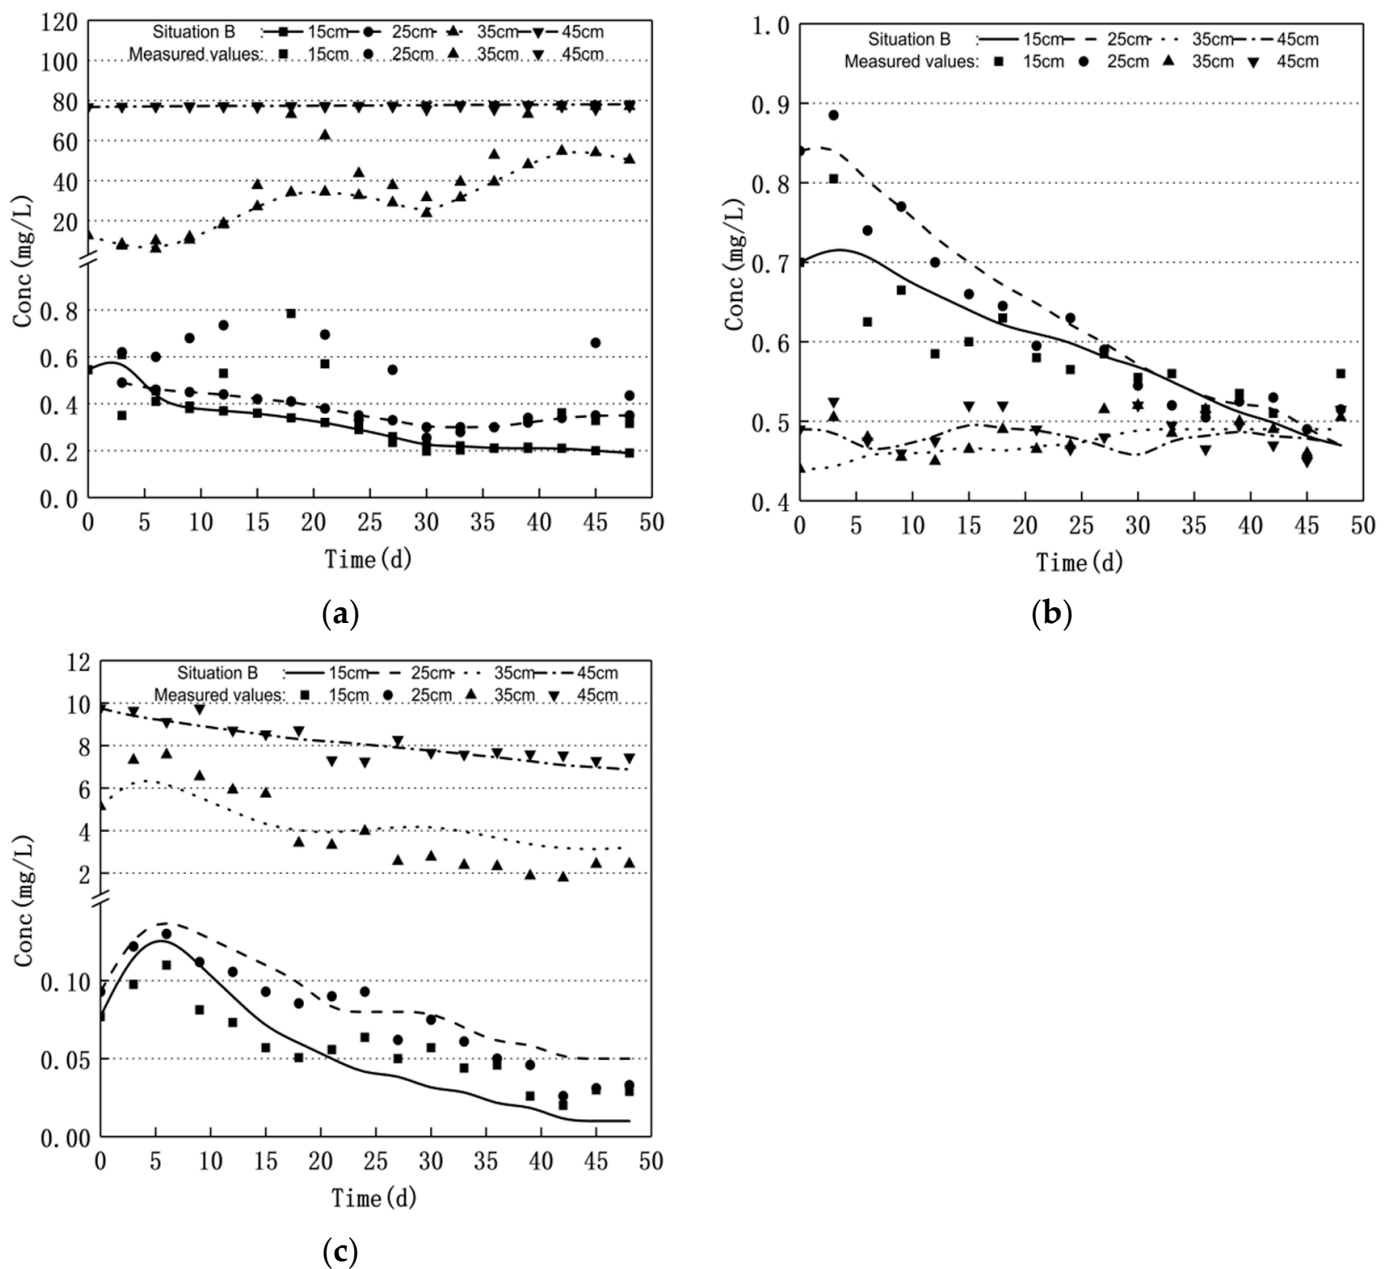 Situation B : 15cm 25cm 35cm 45cm
Measured values: 15cm 25cm 35cm 45cm
120
100
80
60
40
20
0.8
0.6
0.4
0.2
0.0
Conc(mg/L)
0 5 10 15 20 25 30 35 40 45 50
Time(d)
(a)
Situation B : 15cm 25cm 35cm 45cm
Measured values: 15cm 25cm 35cm 45cm
1.0
0.9
0.8
0.7
0.6
0.5
0.4
Conc(mg/L)
0 5 10 15 20 25 30 35 40 45 50
Time(d)
(b)
Situation B : 15cm 25cm 35cm 45cm
Measured values: 15cm 25cm 35cm 45cm
12
10
8
6
4
2
0.10
0.05
0.00
Conc(mg/L)
0 5 10 15 20 25 30 35 40 45 50
Time(d)
(c)